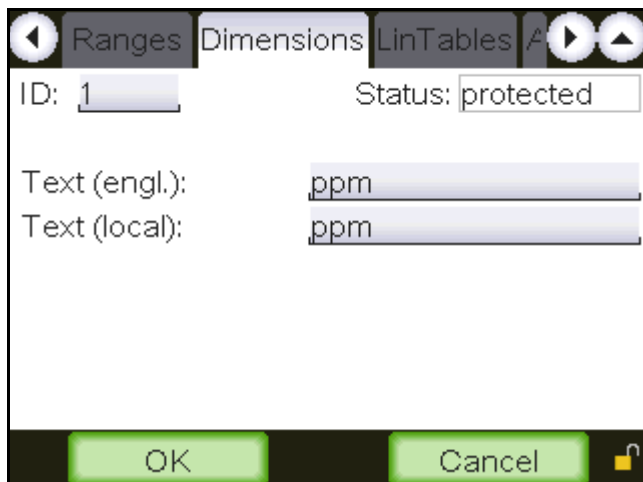 Ranges Dimensions LinTables A
ID: 1 Status: protected
Text (engl.): ppm
Text (local): ppm
OK Cancel